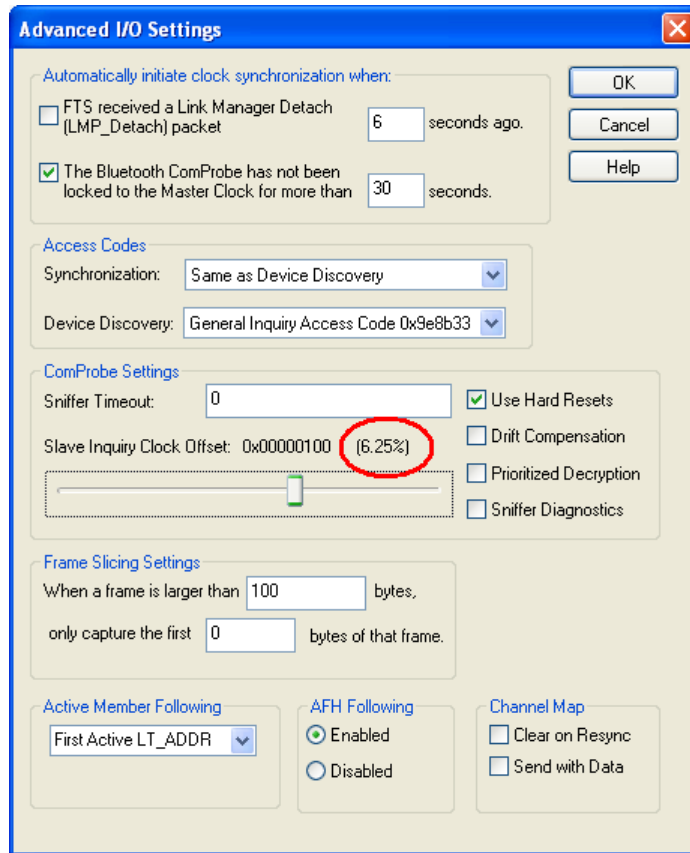 Advanced I/O Settings
Automatically initiate clock synchronization when:
OK
FTS received a Link Manager Detach
(LMP_Detach) packet
6
seconds ago.
Cancel
The Bluetooth ComProbe has not been
locked to the Master Clock for more than
30
seconds.
Help
Access Codes
Synchronization:
Same as Device Discovery
Device Discovery:
General Inquiry Access Code 0x9e8b33
ComProbe Settings
Sniffer Timeout:
0
Use Hard Resets
Slave Inquiry Clock Offset: 0x00000100 (6.25%)
Drift Compensation
Prioritized Decryption
Sniffer Diagnostics
Frame Slicing Settings
When a frame is larger than 100 bytes,
only capture the first 0 bytes of that frame.
Active Member Following
First Active LT_ADDR
AFH Following
Enabled
Disabled
Channel Map
Clear on Resync
Send with Data